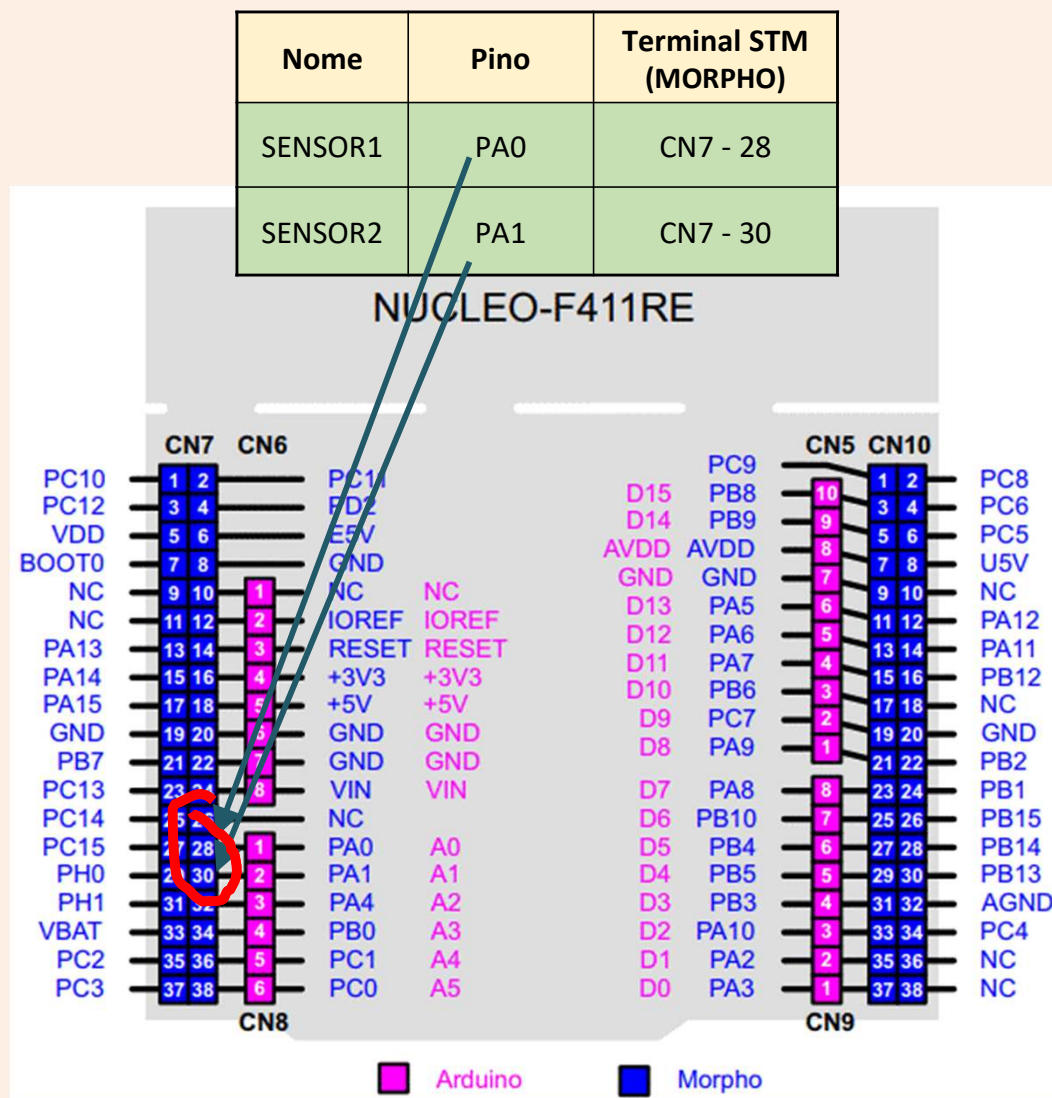 Nome Pino Terminal STM (MORPHO)
SENSOR1 PA0 CN7 - 28
SENSOR2 PA1 CN7 - 30
NUCLEO-F411RE
CN7 CN6 CN5 CN10
PC9
PC10 1 2 PC11 1 2 PC8
PC12 3 4 PD2 D15 PB8 10 3 4 PC6
VDD 5 6 E5V D14 PB9 9 5 6 PC5
BOOT0 7 8 GND AVDD AVDD 8 7 8 U5V
NC 9 10 1 NC NC GND GND 7 9 10 NC
NC 11 12 2 IOREF IOREF D13 PA5 6 11 12 PA12
PA13 13 14 3 RESET RESET D12 PA6 5 13 14 PA11
PA14 15 16 4 +3V3 +3V3 D11 PA7 4 15 16 PB12
PA15 17 18 5 +5V +5V D10 PB6 3 17 18 NC
GND 19 20 6 GND GND D9 PC7 2 19 20 GND
PB7 21 22 7 GND GND D8 PA9 1 21 22 PB2
PC13 23 24 8 VIN VIN D7 PA8 8 23 24 PB1
PC14 25 26 NC D6 PB10 7 25 26 PB15
PC15 27 28 1 PA0 A0 D5 PB4 6 27 28 PB14
PH0 29 30 2 PA1 A1 D4 PB5 5 29 30 PB13
PH1 31 32 3 PA4 A2 D3 PB3 4 31 32 AGND
VBAT 33 34 4 PB0 A3 D2 PA10 3 33 34 PC4
PC2 35 36 5 PC1 A4 D1 PA2 2 35 36 NC
PC3 37 38 6 PC0 A5 D0 PA3 1 37 38 NC
CN8 CN9
Arduino Morpho